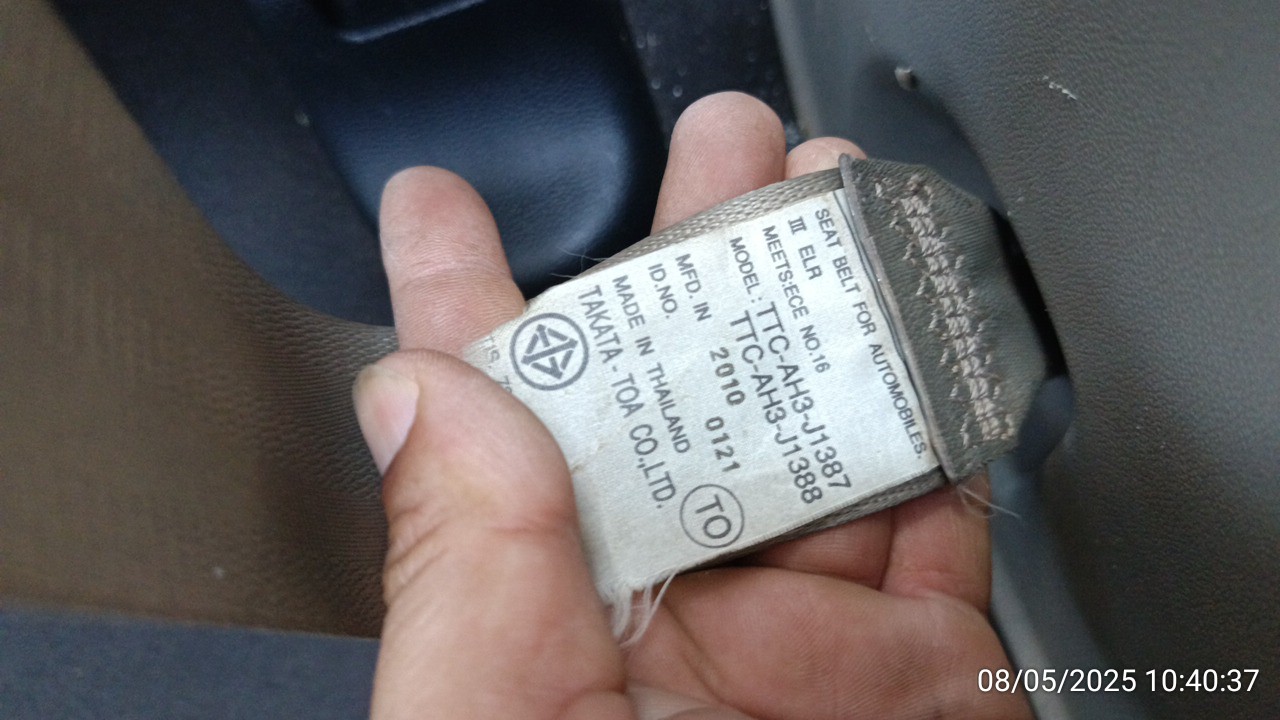 SEAT BELT FOR AUTOMOBILES.
III ELR
MEETS:ECE NO.16
MODEL : TTC-AH3-J1387
TTC-AH3-J1388
MFD. IN 2010
ID.NO. 0121
MADE IN THAILAND
TAKATA - TOA CO.,LTD.
TO
08/05/2025 10:40:37